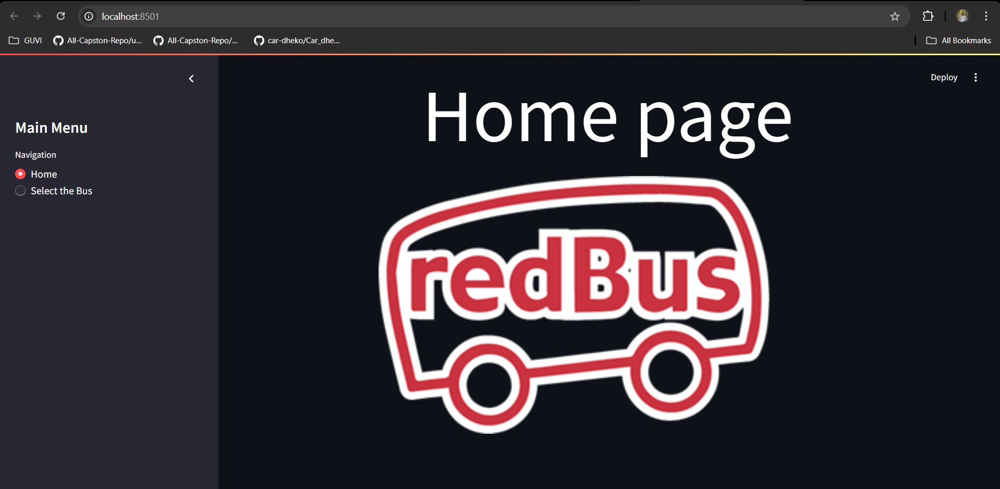 localhost:8501
GUVI
All-Capston-Repo/u...
All-Capston-Repo/...
car-dheko/Car_dhe...
All Bookmarks
Deploy
Main Menu
Navigation
Home
Select the Bus
Home page
redBus